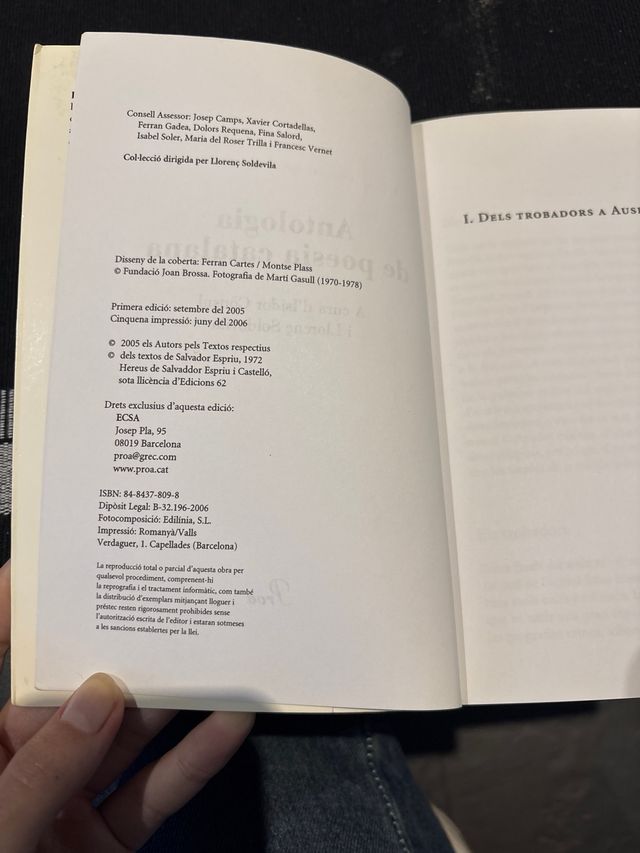 Consell Assessor: Josep Camps, Xavier Cortadellas,
Ferran Gadea, Dolors Requena, Fina Salord,
Isabel Soler, Maria del Roser Trilla i Francesc Vernet
Col·lecció dirigida per Llorenç Soldevila
Disseny de la coberta: Ferran Cartes / Montse Plass
© Fundació Joan Brossa. Fotografia de Martí Gasull (1970-1978)
Primera edició: setembre del 2005
Cinquena impressió: juny del 2006
© 2005 els Autors pels Textos respectius
© dels textos de Salvador Espriu, 1972
Hereus de Salvaddor Espriu i Castelló,
sota llicència d'Edicions 62
Drets exclusius d'aquesta edició:
ECSA
Josep Pla, 95
08019 Barcelona
proa@grec.com
www.proa.cat
ISBN: 84-8437-809-8
Dipòsit Legal: B-32.196-2006
Fotocomposició: Edilínia, S.L.
Impressió: Romanyà/Valls
Verdaguer, 1. Capellades (Barcelona)
La reproducció total o parcial d'aquesta obra per
qualsevol procediment, comprenent-hi
la reprografia i el tractament informàtic, com també
la distribució d'exemplars mitjançant lloguer i
préstec resten rigorosament prohibides sense
l'autorització escrita de l'editor i estaran sotmeses
a les sancions establertes per la llei.
I. DELS TROBADORS A